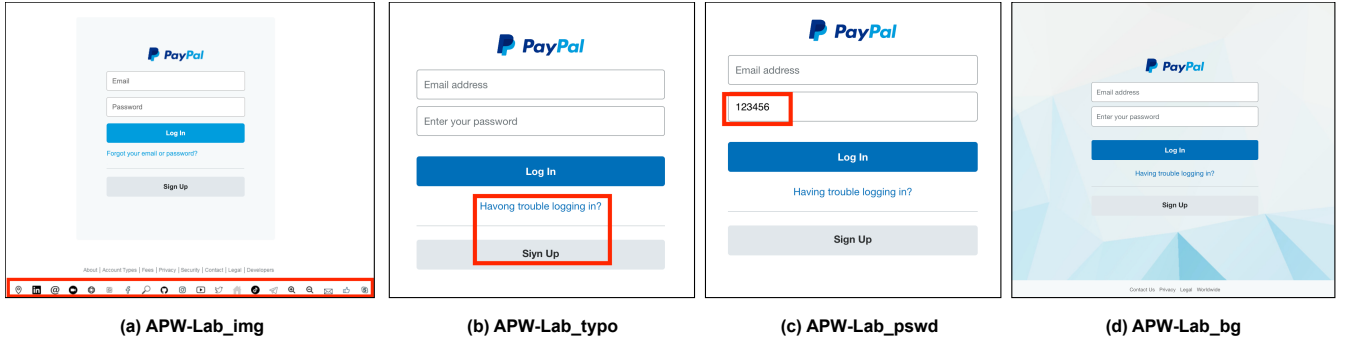 PayPal
Email
Password
Log In
Forgot your email or password?
Sign Up
About | Account Types | Fees | Privacy | Security | Contact | Legal | Developers
(a) APW-Lab_img
PayPal
Email address
Enter your password
Log In
Havong trouble logging in?
Siyn Up
(b) APW-Lab_typo
PayPal
Email address
123456
Log In
Having trouble logging in?
Sign Up
(c) APW-Lab_pswd
PayPal
Email address
Enter your password
Log In
Having trouble logging in?
Sign Up
Contact Us Privacy Legal Worldwide
(d) APW-Lab_bg